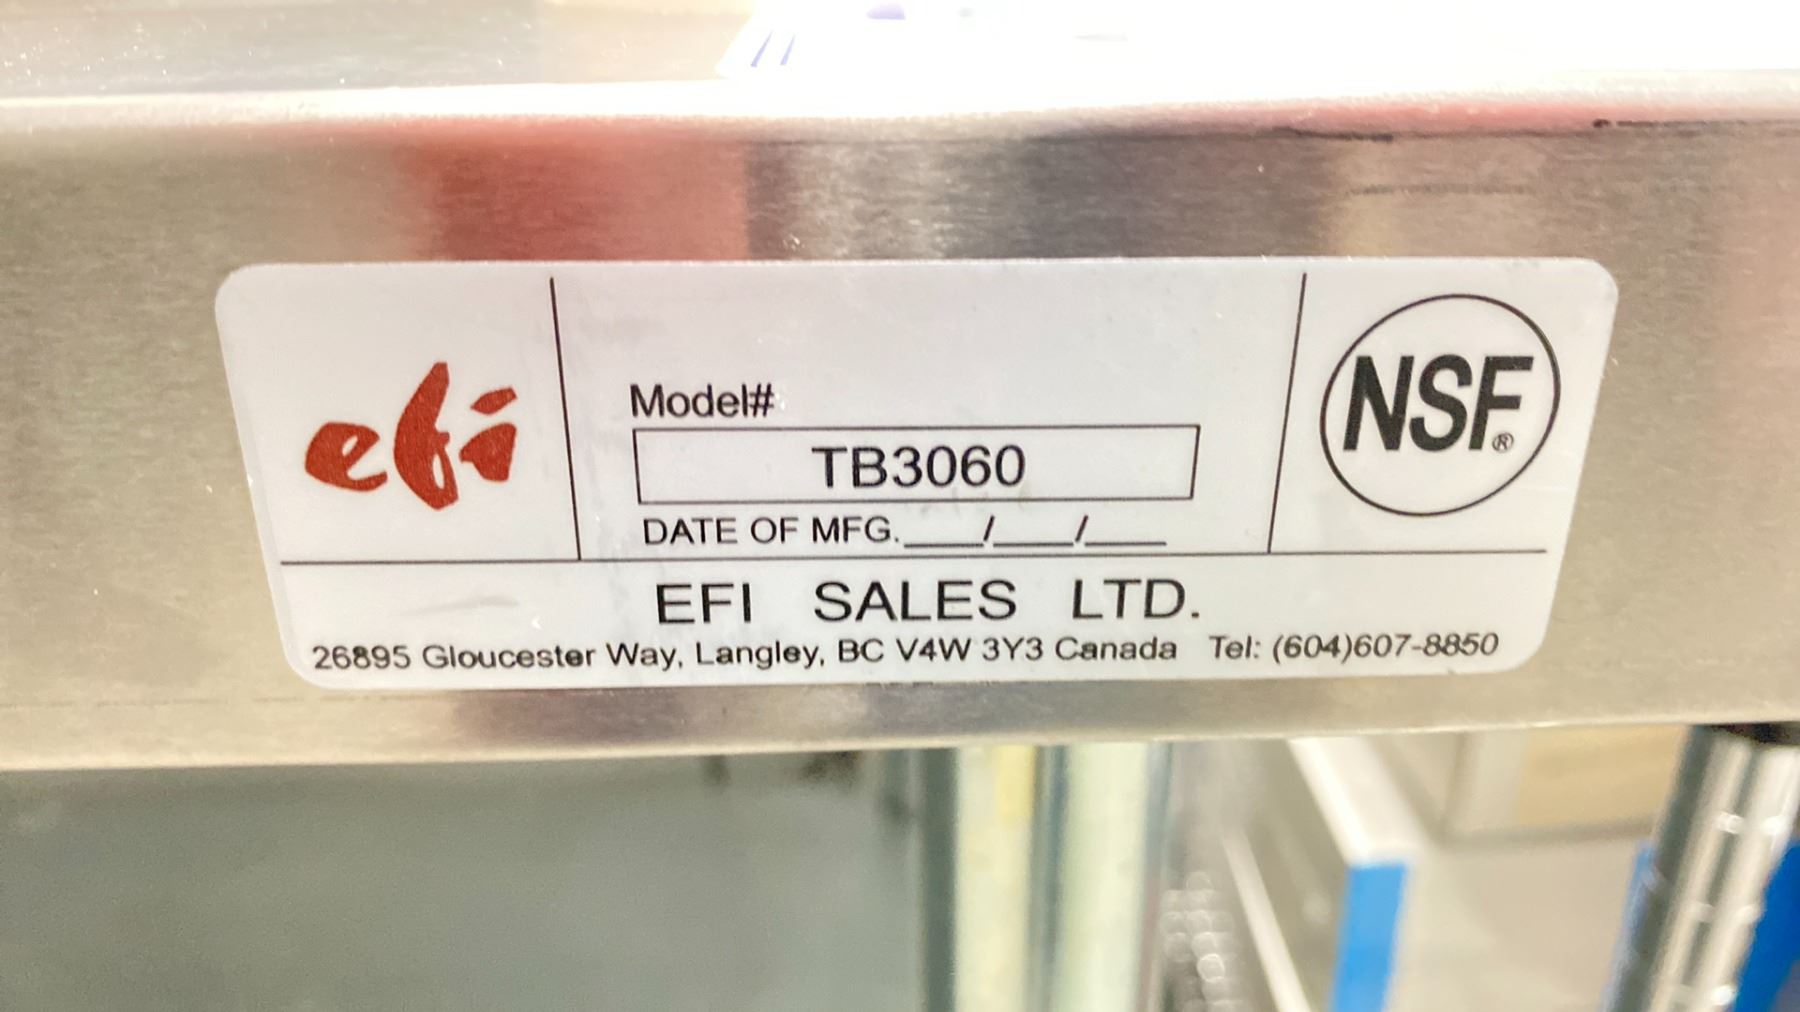 efi
Model#
TB3060
DATE OF MFG.___/___/___
NSF®
EFI SALES LTD.
26895 Gloucester Way, Langley, BC V4W 3Y3 Canada Tel: (604)607-8850